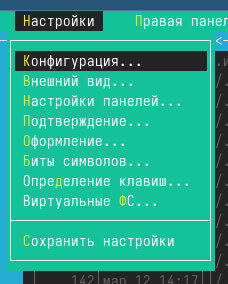 Настройки Правая панел
Конфигурация...
Внешний вид...
Настройки панелей...
Подтверждение...
Оформление...
Биты символов...
Определение клавиш...
Виртуальные ФС...
Сохранить настройки
142 мар 12 14:17